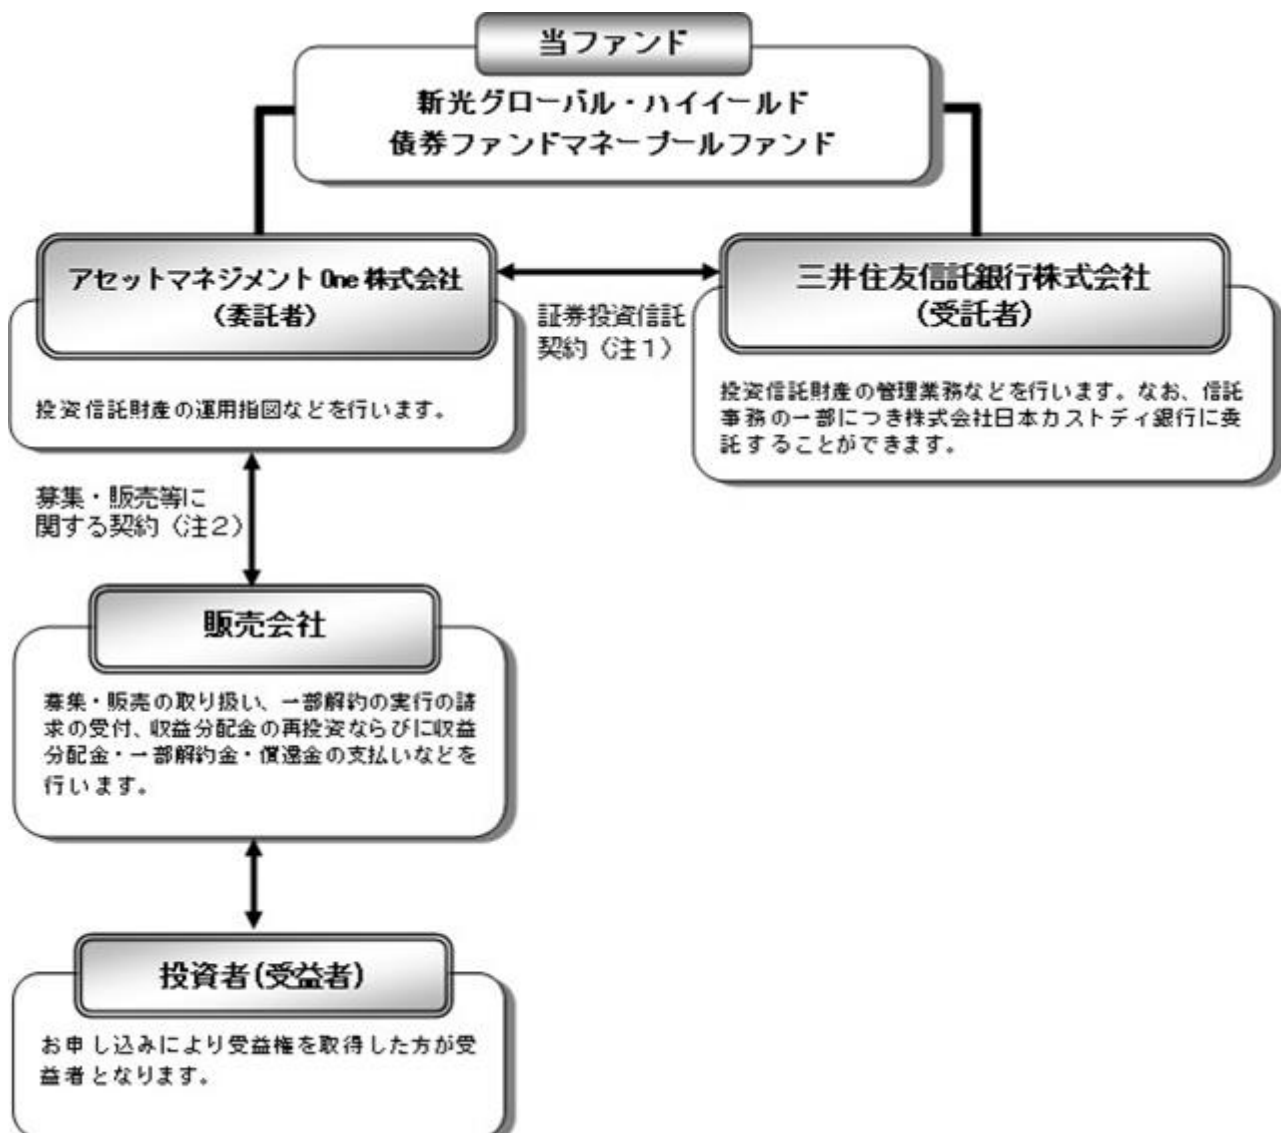 当ファンド
新光グローバル・ハイイールド
債券ファンドマネープールファンド
アセットマネジメント One 株式会社
(委託者)
投資信託財産の運用指図などを行います。
証券投資信託
契約（注１）
三井住友信託銀行株式会社
(受託者)
投資信託財産の管理業務などを行います。なお、信託
事務の一部につき株式会社日本カストディ銀行に委
託することができます。
募集・販売等に
関する契約（注２）
販売会社
募集・販売の取り扱い、一部解約の実行の請
求の受付、収益分配金の再投資ならびに収益
分配金・一部解約金・償還金の支払いなどを
行います。
投資者(受益者)
お申し込みにより受益権を取得した方が受
益者となります。